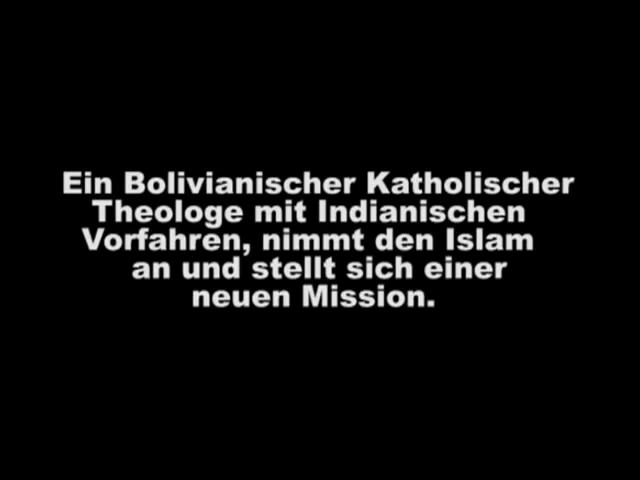 Ein Bolivianischer Katholischer
Theologe mit Indianischen
Vorfahren, nimmt den Islam
an und stellt sich einer
neuen Mission.